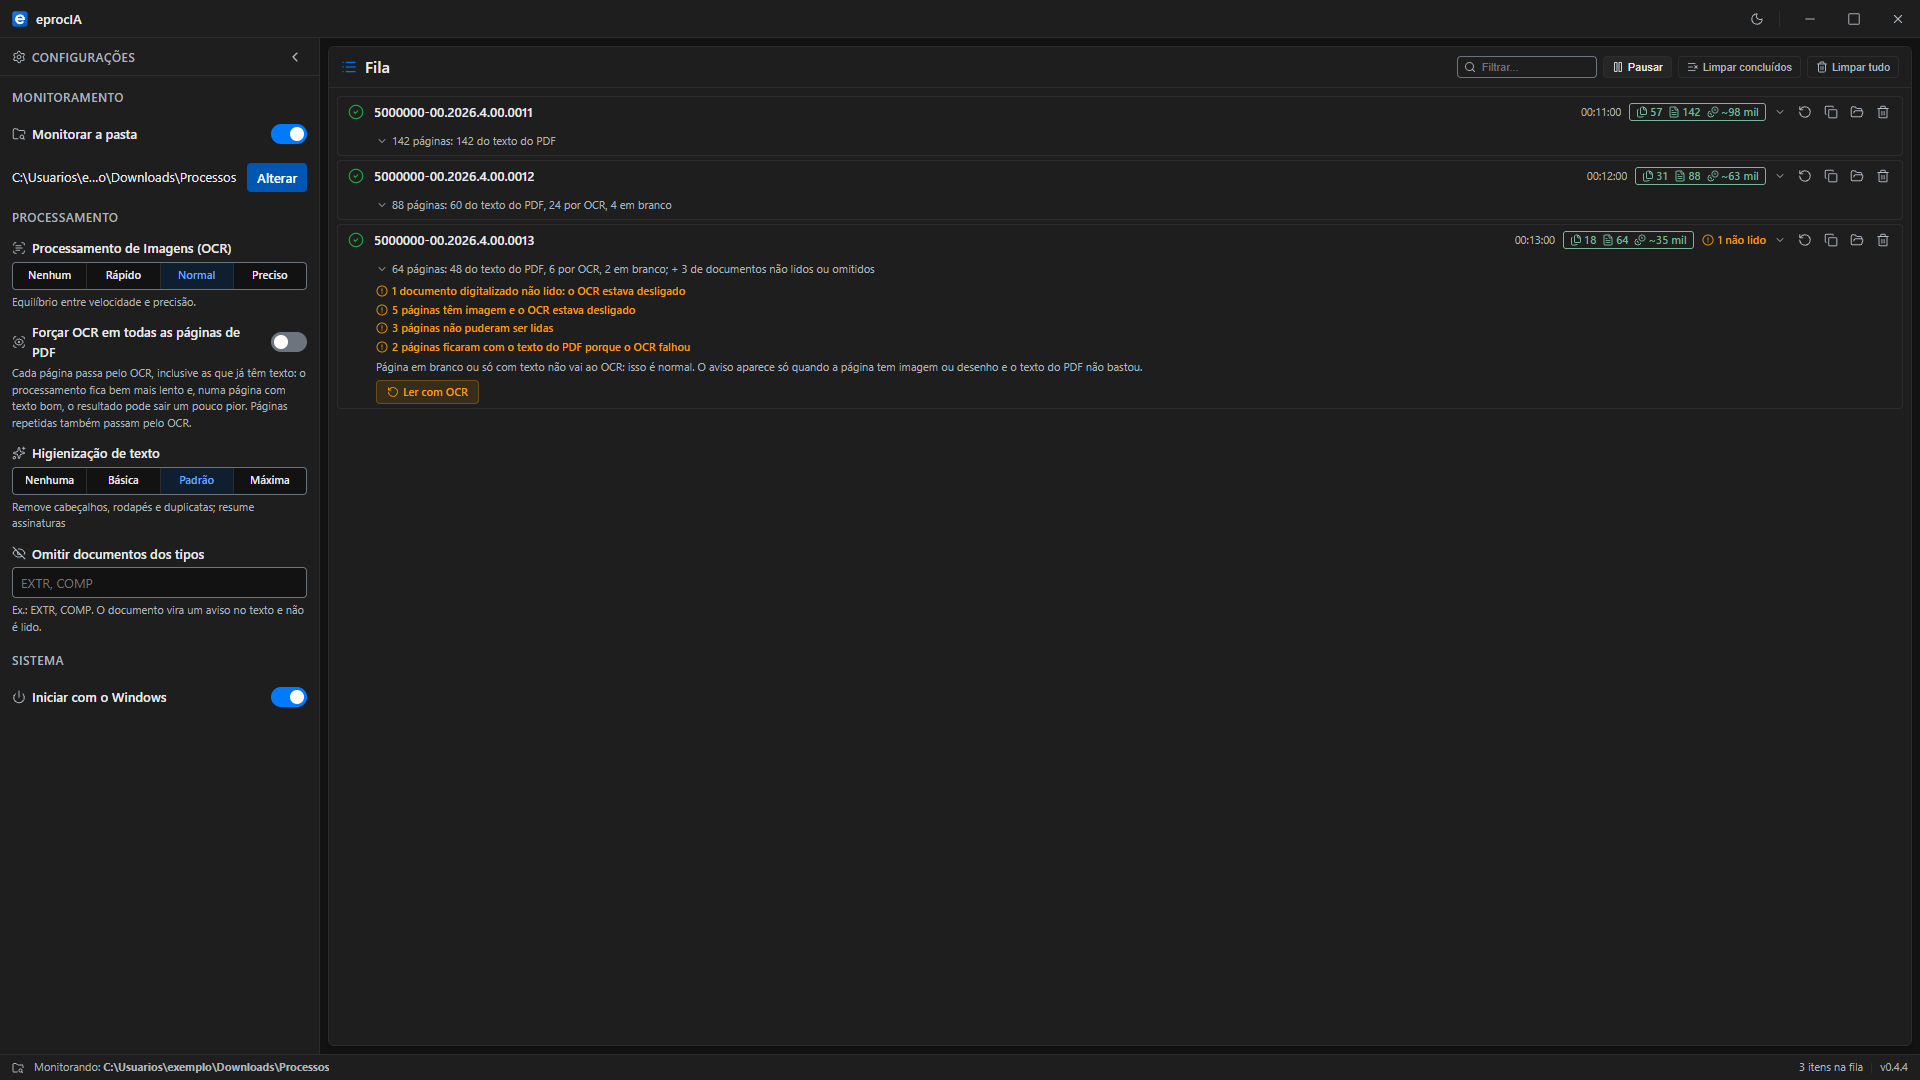 eprocIA
CONFIGURAÇÕES
MONITORAMENTO
Monitorar a pasta
C:\Usuarios\e...o\Downloads\Processos
Alterar
PROCESSAMENTO
Processamento de Imagens (OCR)
Nenhum Rápido Normal Preciso
Equilíbrio entre velocidade e precisão.
Forçar OCR em todas as páginas de
PDF
Cada página passa pelo OCR, inclusive as que já têm texto: o
processamento fica bem mais lento e, numa página com
texto bom, o resultado pode sair um pouco pior. Páginas
repetidas também passam pelo OCR.
Higienização de texto
Nenhuma Básica Padrão Máxima
Remove cabeçalhos, rodapés e duplicatas; resume
assinaturas
Omitir documentos dos tipos
EXTR, COMP
Ex.: EXTR, COMP. O documento vira um aviso no texto e não
é lido.
SISTEMA
Iniciar com o Windows
Fila
Filtrar...
Pausar
Limpar concluídos
Limpar tudo
5000000-00.2026.4.00.0011
00:11:00 57 142 ~98 mil
142 páginas: 142 do texto do PDF
5000000-00.2026.4.00.0012
00:12:00 31 88 ~63 mil
88 páginas: 60 do texto do PDF, 24 por OCR, 4 em branco
5000000-00.2026.4.00.0013
00:13:00 18 64 ~35 mil 1 não lido
64 páginas: 48 do texto do PDF, 6 por OCR, 2 em branco; + 3 de documentos não lidos ou omitidos
1 documento digitalizado não lido: o OCR estava desligado
5 páginas têm imagem e o OCR estava desligado
3 páginas não puderam ser lidas
2 páginas ficaram com o texto do PDF porque o OCR falhou
Página em branco ou só com texto não vai ao OCR: isso é normal. O aviso aparece só quando a página tem imagem ou desenho e o texto do PDF não bastou.
Ler com OCR
Monitorando: C:\Usuarios\exemplo\Downloads\Processos
3 itens na fila
v0.4.4